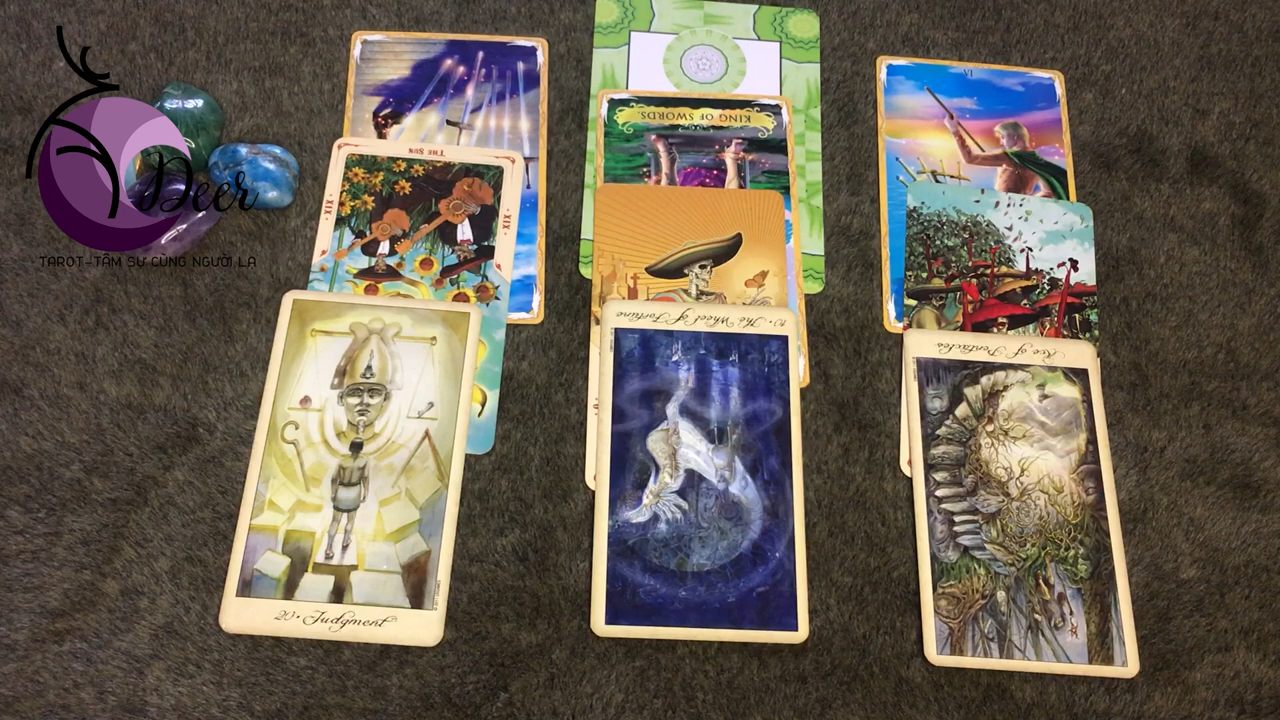 Deer
TAROT-TÂM SỰ CÙNG NGƯỜI LẠ
THE SUN
XIX
XIX
KING OF SWORDS.
VI
10 • The Wheel of Fortune
Ace of Pentacles
20 • Judgment